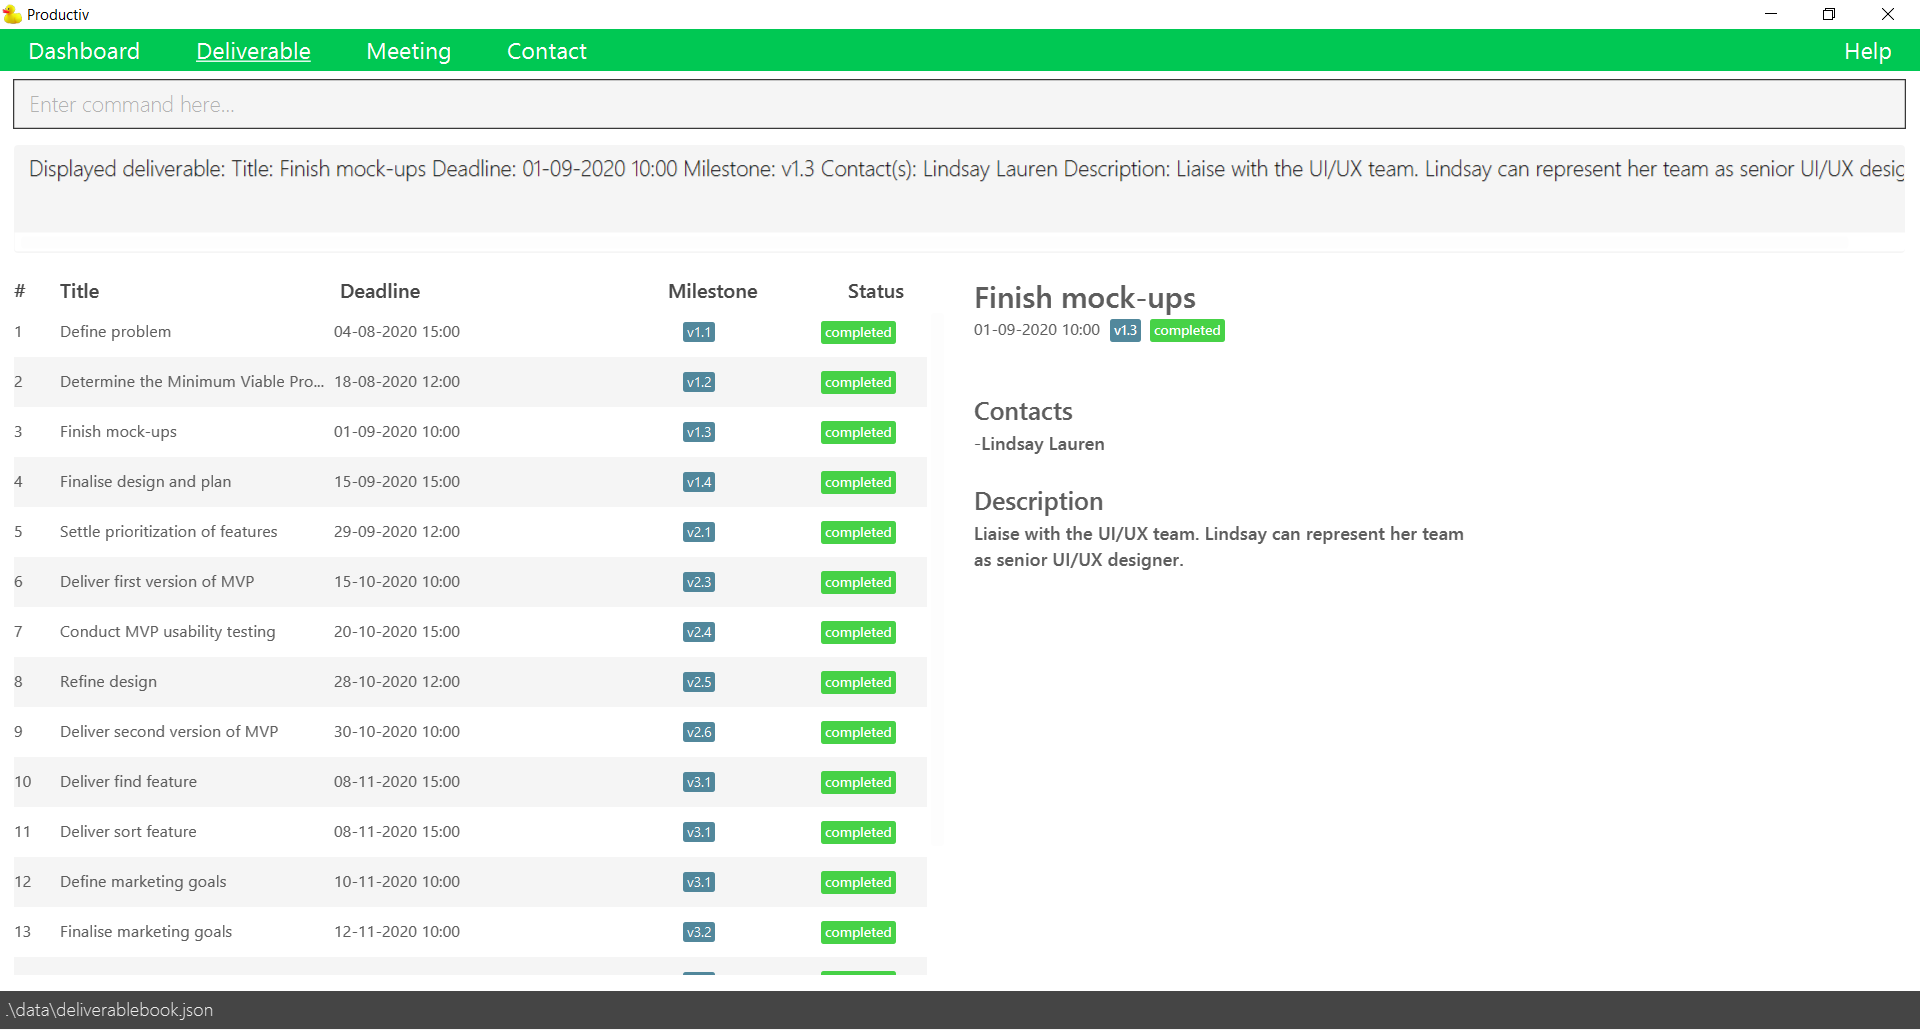 Productiv
Dashboard Deliverable Meeting Contact Help
Enter command here...
Displayed deliverable: Title: Finish mock-ups Deadline: 01-09-2020 10:00 Milestone: v1.3 Contact(s): Lindsay Lauren Description: Liaise with the UI/UX team. Lindsay can represent her team as senior UI/UX desig
# Title Deadline Milestone Status
1 Define problem 04-08-2020 15:00 v1.1 completed
2 Determine the Minimum Viable Pro... 18-08-2020 12:00 v1.2 completed
3 Finish mock-ups 01-09-2020 10:00 v1.3 completed
4 Finalise design and plan 15-09-2020 15:00 v1.4 completed
5 Settle prioritization of features 29-09-2020 12:00 v2.1 completed
6 Deliver first version of MVP 15-10-2020 10:00 v2.3 completed
7 Conduct MVP usability testing 20-10-2020 15:00 v2.4 completed
8 Refine design 28-10-2020 12:00 v2.5 completed
9 Deliver second version of MVP 30-10-2020 10:00 v2.6 completed
10 Deliver find feature 08-11-2020 15:00 v3.1 completed
11 Deliver sort feature 08-11-2020 15:00 v3.1 completed
12 Define marketing goals 10-11-2020 10:00 v3.1 completed
13 Finalise marketing goals 12-11-2020 10:00 v3.2 completed
Finish mock-ups
01-09-2020 10:00 v1.3 completed
Contacts
-Lindsay Lauren
Description
Liaise with the UI/UX team. Lindsay can represent her team
as senior UI/UX designer.
.\data\deliverablebook.json